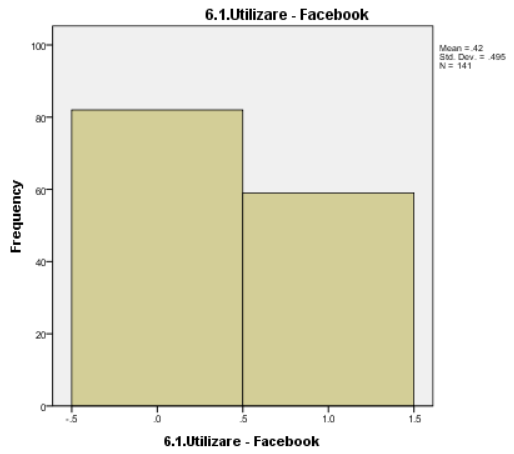 6.1.Utilizare - Facebook
Mean =.42
Std. Dev. = .495
N = 141
100
80
60
40
20
0
Frequency
-.5
.0
.5
1.0
1.5
6.1.Utilizare - Facebook